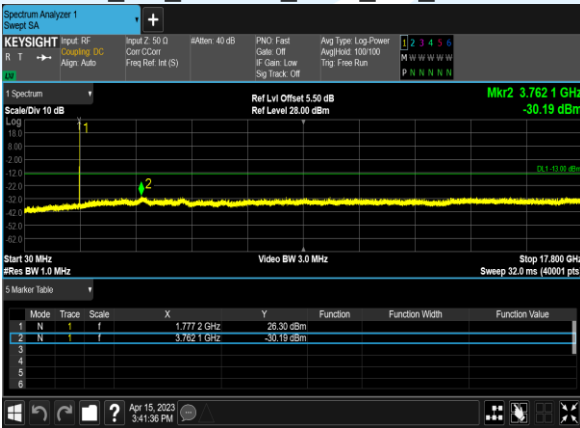 Spectrum Analyzer 1
Swept SA
+
KEYSIGHT Input: RF Input Z: 50 Ω #Atten: 40 dB PNO: Fast Avg Type: Log-Power 1 2 3 4 5 6
R T Coupling: DC Corr CCorr Gate: Off Avg|Hold: 100/100 M W W W W W
Align: Auto Freq Ref: Int (S) IF Gain: Low Trig: Free Run
Sig Track: Off P N N N N N
LVI
1 Spectrum
Ref Lvl Offset 5.50 dB Mkr2 3.762 1 GHz
Scale/Div 10 dB Ref Level 28.00 dBm -30.19 dBm
Log
1
18.0
8.00
-2.00
-12.0 DL1 -13.00 dBm
-22.0 2
-32.0
-42.0
-52.0
-62.0
Start 30 MHz Video BW 3.0 MHz Stop 17.800 GHz
#Res BW 1.0 MHz Sweep 32.0 ms (40001 pts
5 Marker Table
Mode Trace Scale X Y Function Function Width Function Value
1 N 1 f 1.777 2 GHz 26.30 dBm
2 N 1 f 3.762 1 GHz -30.19 dBm
3
4
5
6
? Apr 15, 2023
3:41:36 PM